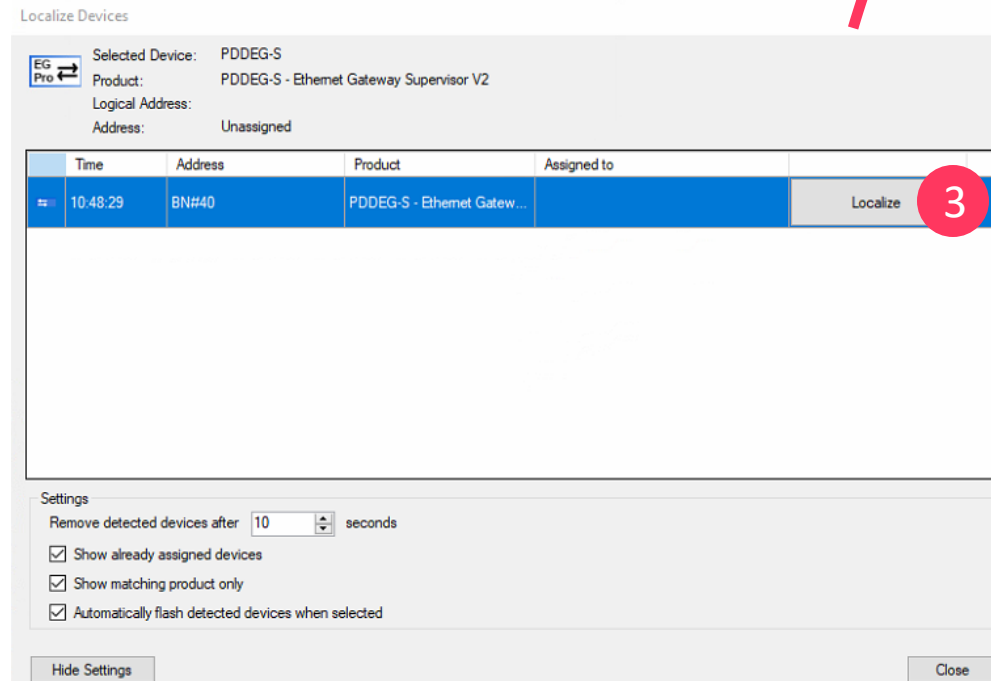 Localize Devices
EG Pro
Selected Device: PDDEG-S
Product: PDDEG-S - Ethernet Gateway Supervisor V2
Logical Address:
Address: Unassigned
Time Address Product Assigned to
10:48:29 BN#40 PDDEG-S - Ethernet Gatew... Localize 3
Settings
Remove detected devices after 10 seconds
Show already assigned devices
Show matching product only
Automatically flash detected devices when selected
Hide Settings Close